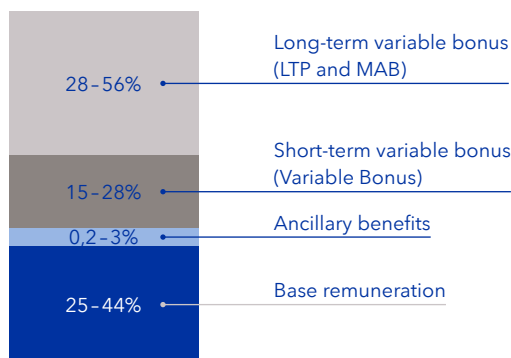 Long-term variable bonus
(LTP and MAB)
28–56%
Short-term variable bonus
(Variable Bonus)
15–28%
Ancillary benefits
0,2–3%
Base remuneration
25–44%